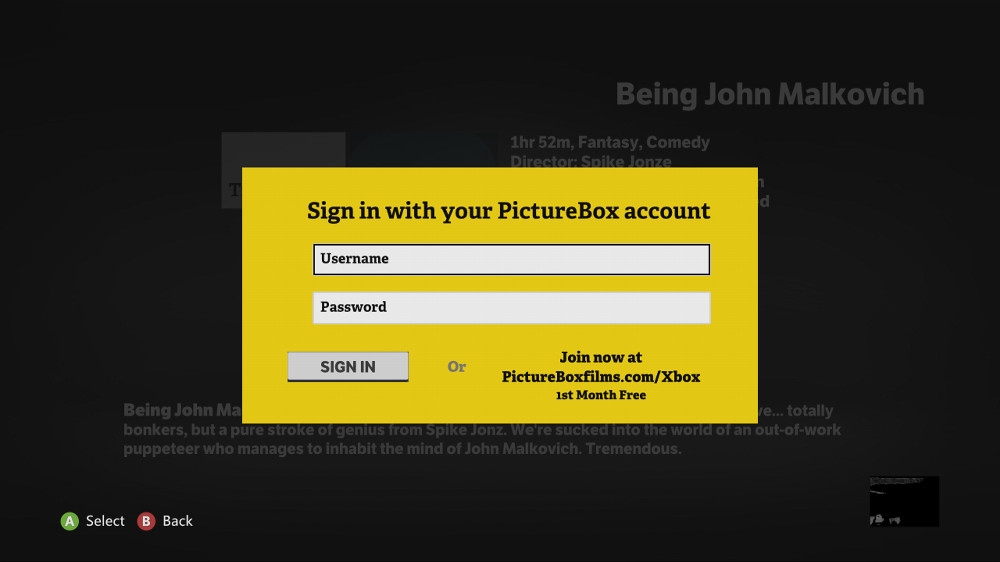 Being John Malkovich
1hr 52m, Fantasy, Comedy
Director: Spike Jonze
T
n
ed
Sign in with your PictureBox account
Username
Password
SIGN IN
Or
Join now at
PictureBoxfilms.com/Xbox
1st Month Free
Being John Ma
ve... totally
bonkers, but a pure stroke of genius from Spike Jonz. We're sucked into the world of an out-of-work
puppeteer who manages to inhabit the mind of John Malkovich. Tremendous.
A Select B Back